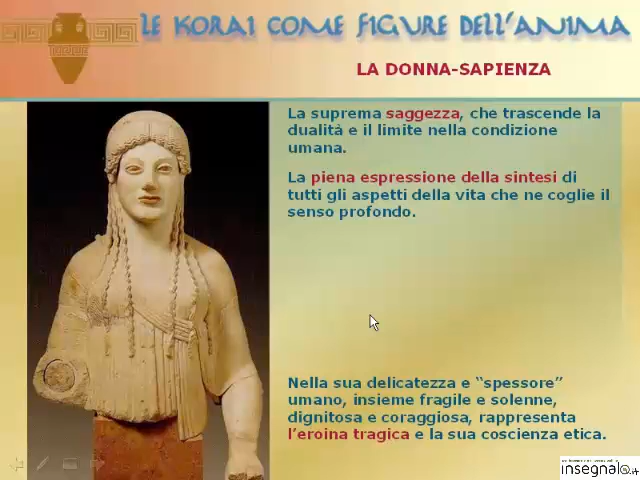 LE KORAI COME FIGURE DELL'ANIMA
LA DONNA-SAPIENZA
La suprema saggezza, che trascende la
dualità e il limite nella condizione
umana.
La piena espressione della sintesi di
tutti gli aspetti della vita che ne coglie il
senso profondo.
Nella sua delicatezza e "spessore"
umano, insieme fragile e solenne,
dignitosa e coraggiosa, rappresenta
l'eroina tragica e la sua coscienza etica.
insegnalo.it